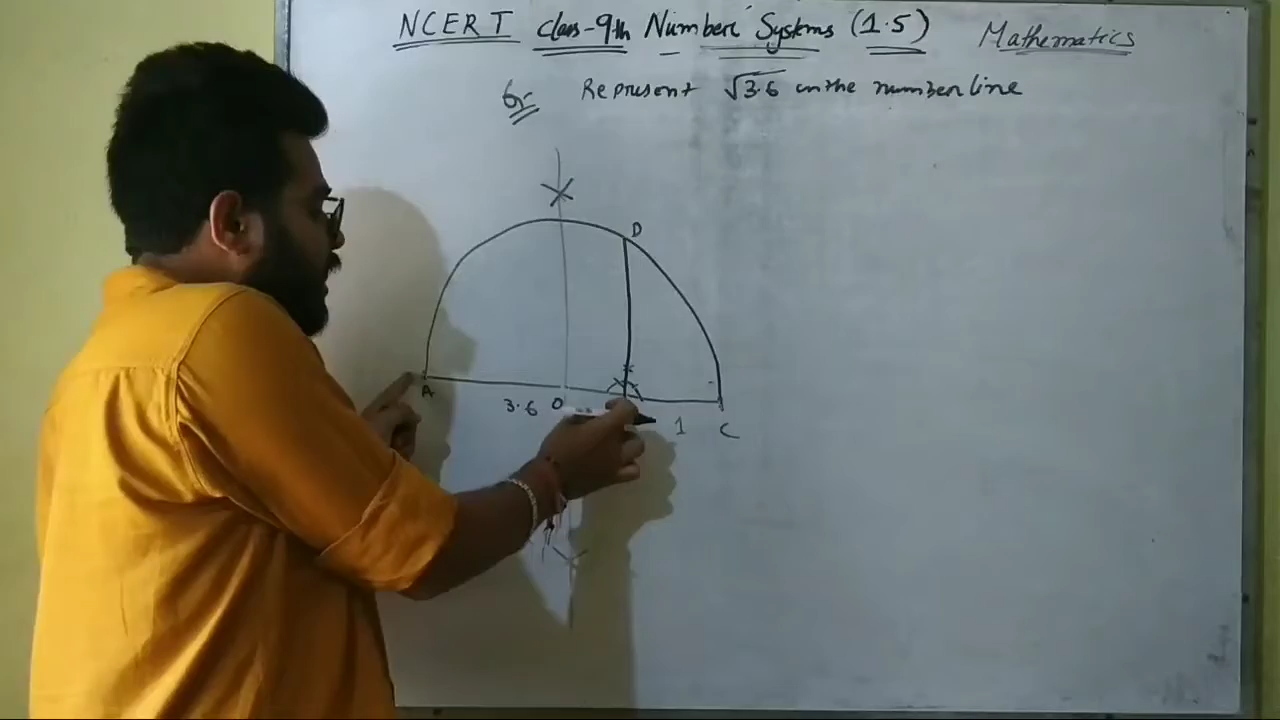 NCERT Class-9th Number Systems (1.5) Mathematics
Represent √3.6 on the number line
D
A
3.6 O
1 C